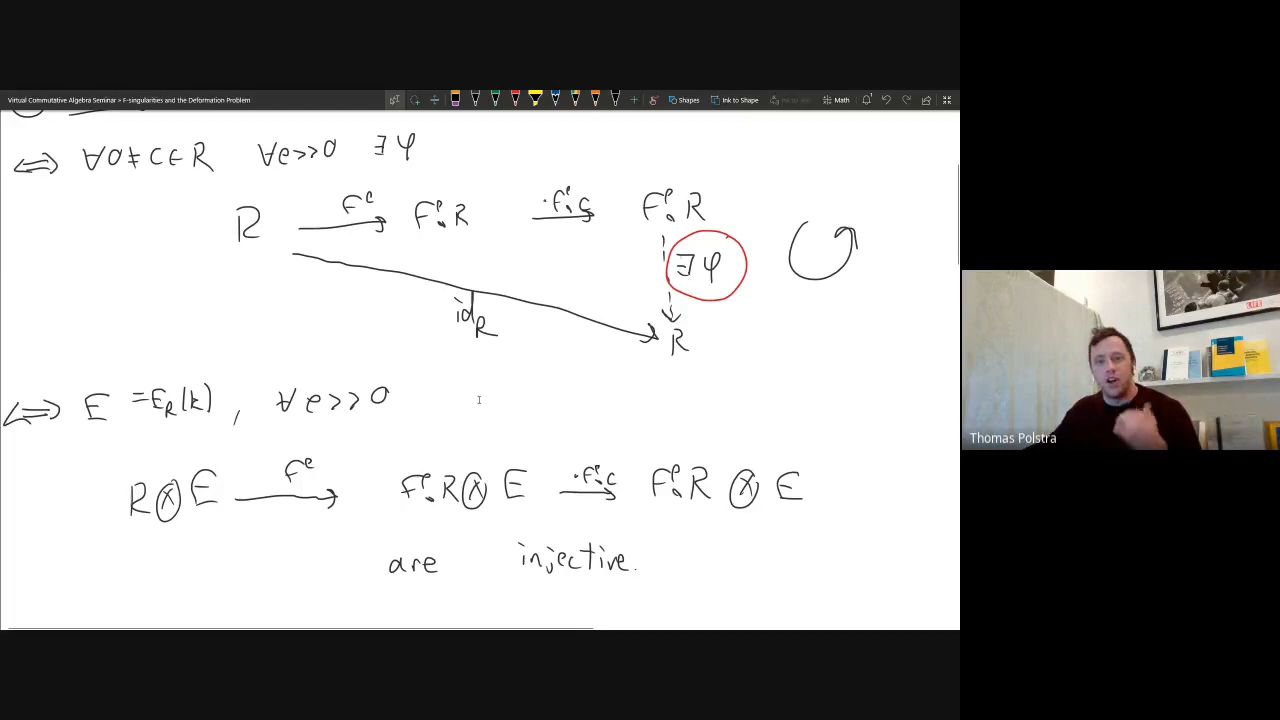 Virtual Commutative Algebra Seminar > F-singularities and the Deformation Problem
Shapes
Ink to Shape
Math
⟺ ∀0≠c∈R ∀e>>0 ∃φ
R —F^e→ F^e_*R —·F^e_*c→ F^e_*R
∃φ
id_R
R
⟺ E =E_R(k), ∀e>>0
R⊗E —F^e→ F^e_*R⊗E —·F^e_*c→ F^e_*R⊗E
are injective.
LIFE
Thomas Polstra